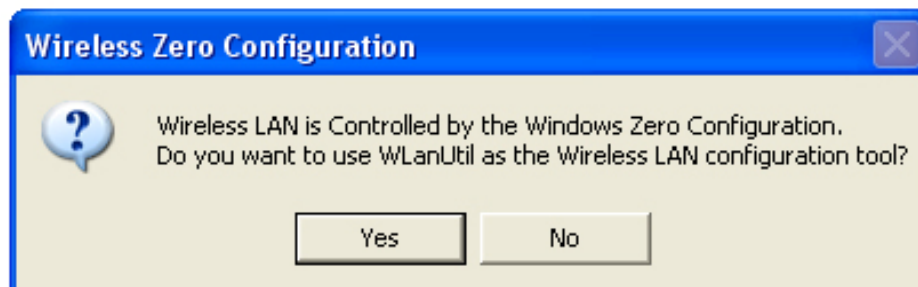 Wireless Zero Configuration
Wireless LAN is Controlled by the Windows Zero Configuration.
Do you want to use WLanUtil as the Wireless LAN configuration tool?
Yes
No